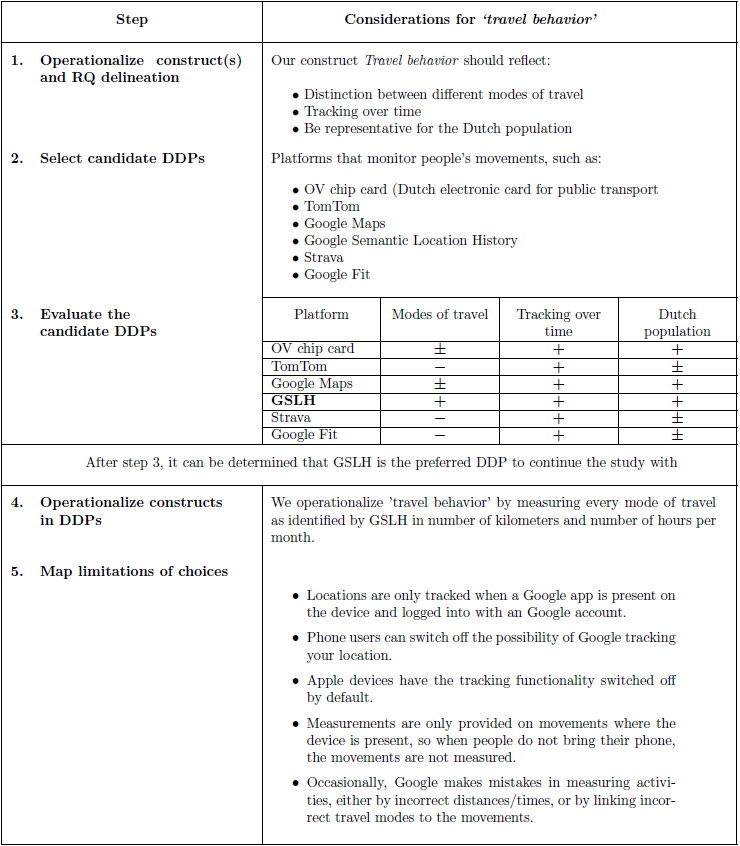 Step Considerations for ‘travel behavior’
1. Operationalize construct(s) Our construct Travel behavior should reflect:
and RQ delineation
• Distinction between different modes of travel
• Tracking over time
• Be representative for the Dutch population
2. Select candidate DDPs Platforms that monitor people’s movements, such as:
• OV chip card (Dutch electronic card for public transport
• TomTom
• Google Maps
• Google Semantic Location History
• Strava
• Google Fit
3. Evaluate the Platform Modes of travel Tracking over Dutch
candidate DDPs time population
OV chip card ± + +
TomTom − + ±
Google Maps ± + +
GSLH + + +
Strava − + ±
Google Fit − + ±
After step 3, it can be determined that GSLH is the preferred DDP to continue the study with
4. Operationalize constructs We operationalize ’travel behavior’ by measuring every mode of travel
in DDPs as identified by GSLH in number of kilometers and number of hours per
month.
5. Map limitations of choices
• Locations are only tracked when a Google app is present on
the device and logged into with an Google account.
• Phone users can switch off the possibility of Google tracking
your location.
• Apple devices have the tracking functionality switched off
by default.
• Measurements are only provided on movements where the
device is present, so when people do not bring their phone,
the movements are not measured.
• Occasionally, Google makes mistakes in measuring activi-
ties, either by incorrect distances/times, or by linking incor-
rect travel modes to the movements.